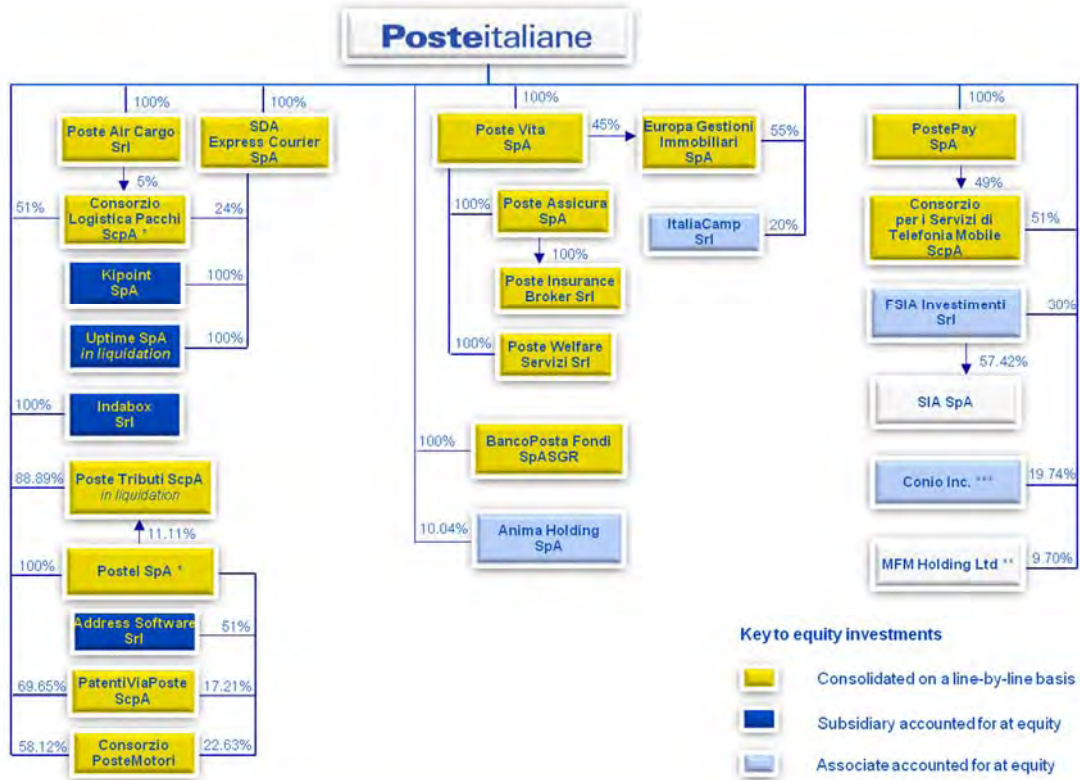 Posteitaliane
100%
100%
100%
100%
Poste Air Cargo
Srl
SDA
Express Courier
SpA
Poste Vita
SpA
45%
Europa Gestioni
Immobiliari
SpA
55%
PostePay
SpA
5%
49%
51%
Consorzio
Logistica Pacchi
ScpA *
24%
100%
Poste Assicura
SpA
ItaliaCamp
Srl
20%
Consorzio
per i Servizi di
Telefonia Mobile
ScpA
51%
Kipoint
SpA
100%
100%
Poste Insurance
Broker Srl
FSIA Investimenti
Srl
30%
Uptime SpA
in liquidation
100%
100%
Poste Welfare
Servizi Srl
57.42%
SIA SpA
100%
Indabox
Srl
100%
BancoPosta Fondi
SpASGR
88.89%
Poste Tributi ScpA
in liquidation
Conio Inc. ***
19.74%
11.11%
10.04%
Anima Holding
SpA
100%
Postel SpA *
MFM Holding Ltd **
9.70%
Address Software
Srl
51%
69.65%
PatentiViaPoste
ScpA
17.21%
58.12%
Consorzio
PosteMotori
22.63%
Key to equity investments
Consolidated on a line-by-line basis
Subsidiary accounted for at equity
Associate accounted for at equity